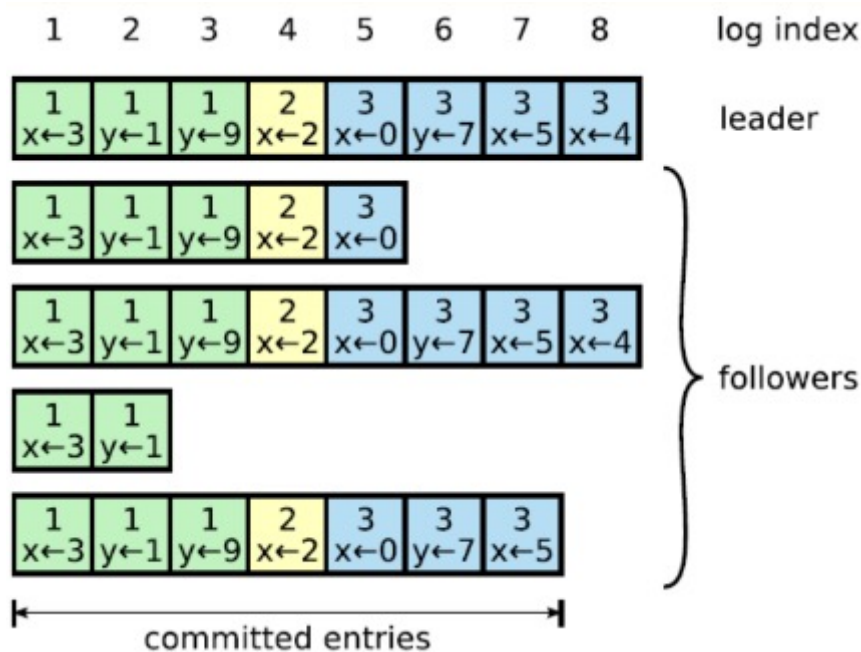 1 2 3 4 5 6 7 8 log index
1 1 1 2 3 3 3 3
x←3 y←1 y←9 x←2 x←0 y←7 x←5 x←4
leader
1 1 1 2 3
x←3 y←1 y←9 x←2 x←0
1 1 1 2 3 3 3 3
x←3 y←1 y←9 x←2 x←0 y←7 x←5 x←4
followers
1 1
x←3 y←1
1 1 1 2 3 3 3
x←3 y←1 y←9 x←2 x←0 y←7 x←5
committed entries